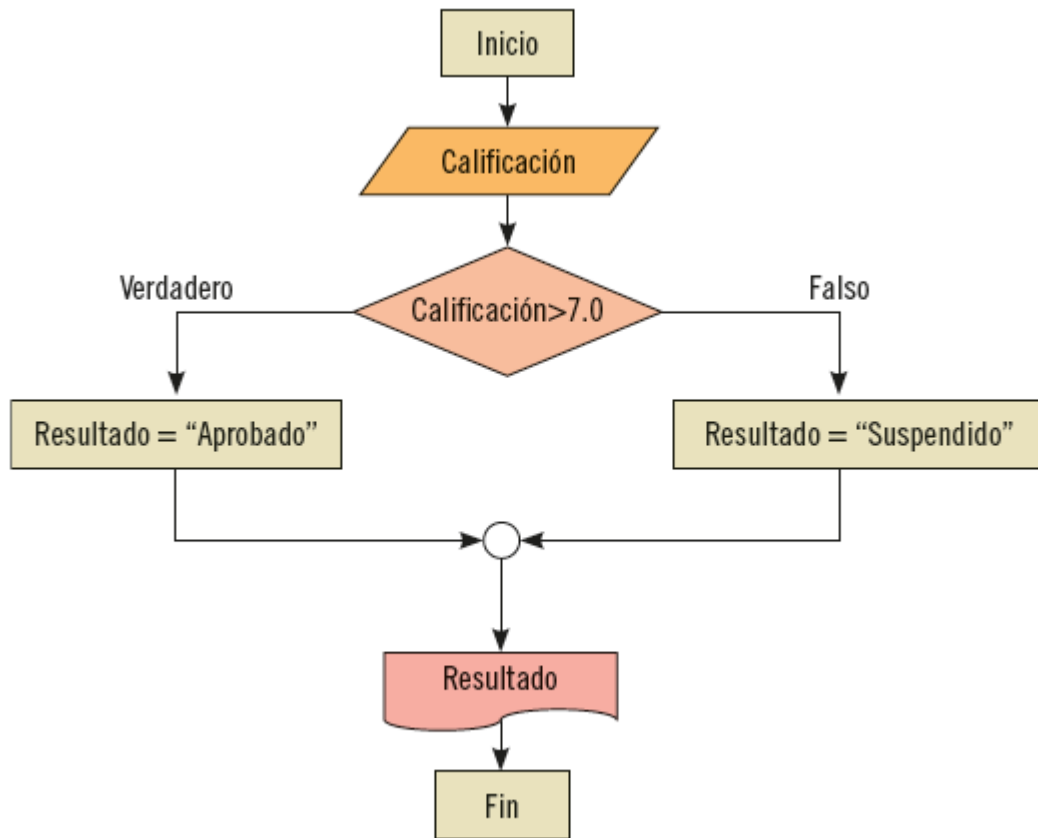 Inicio
Calificación
Verdadero
Calificación>7.0
Falso
Resultado = “Aprobado”
Resultado = “Suspendido”
Resultado
Fin